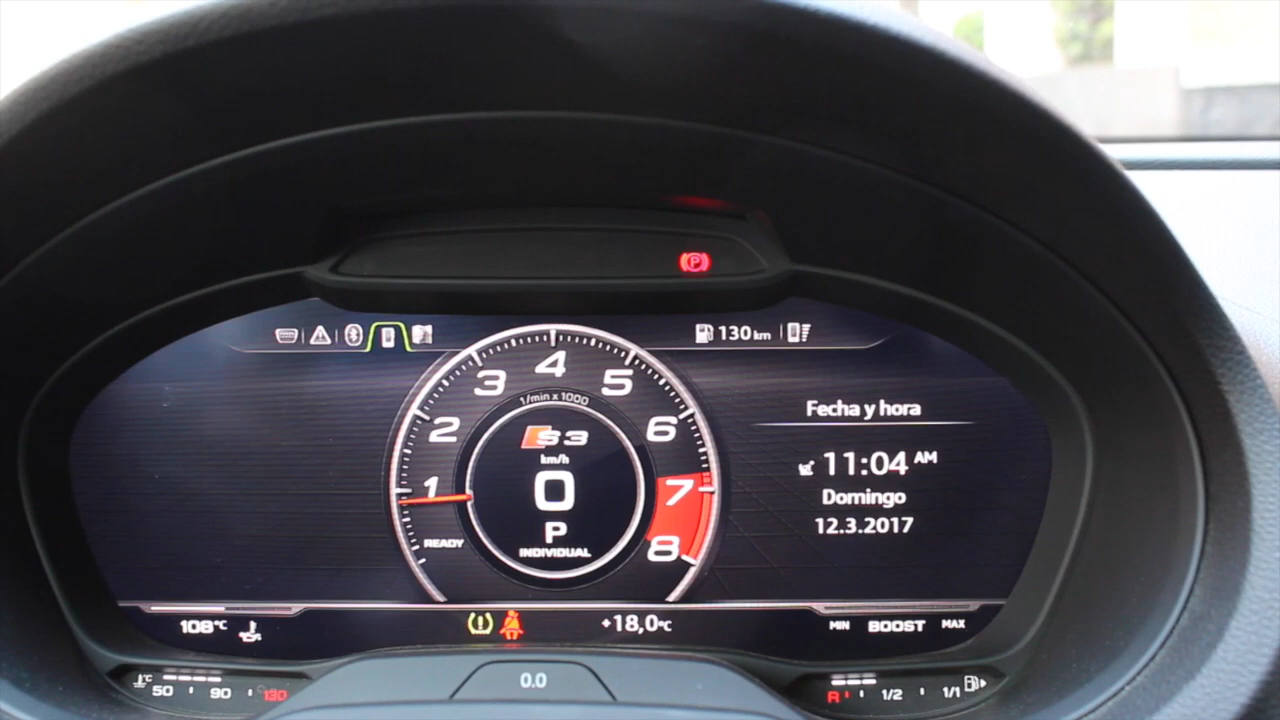 P
130 km
4
3
5
1/min x 1000
2
6
S3
km/h
0
1
7
P
READY
INDIVIDUAL
8
Fecha y hora
11:04 AM
Domingo
12.3.2017
108°C
+18,0°C
MIN BOOST MAX
°C
50 90 130
0.0
R 1/2 1/1